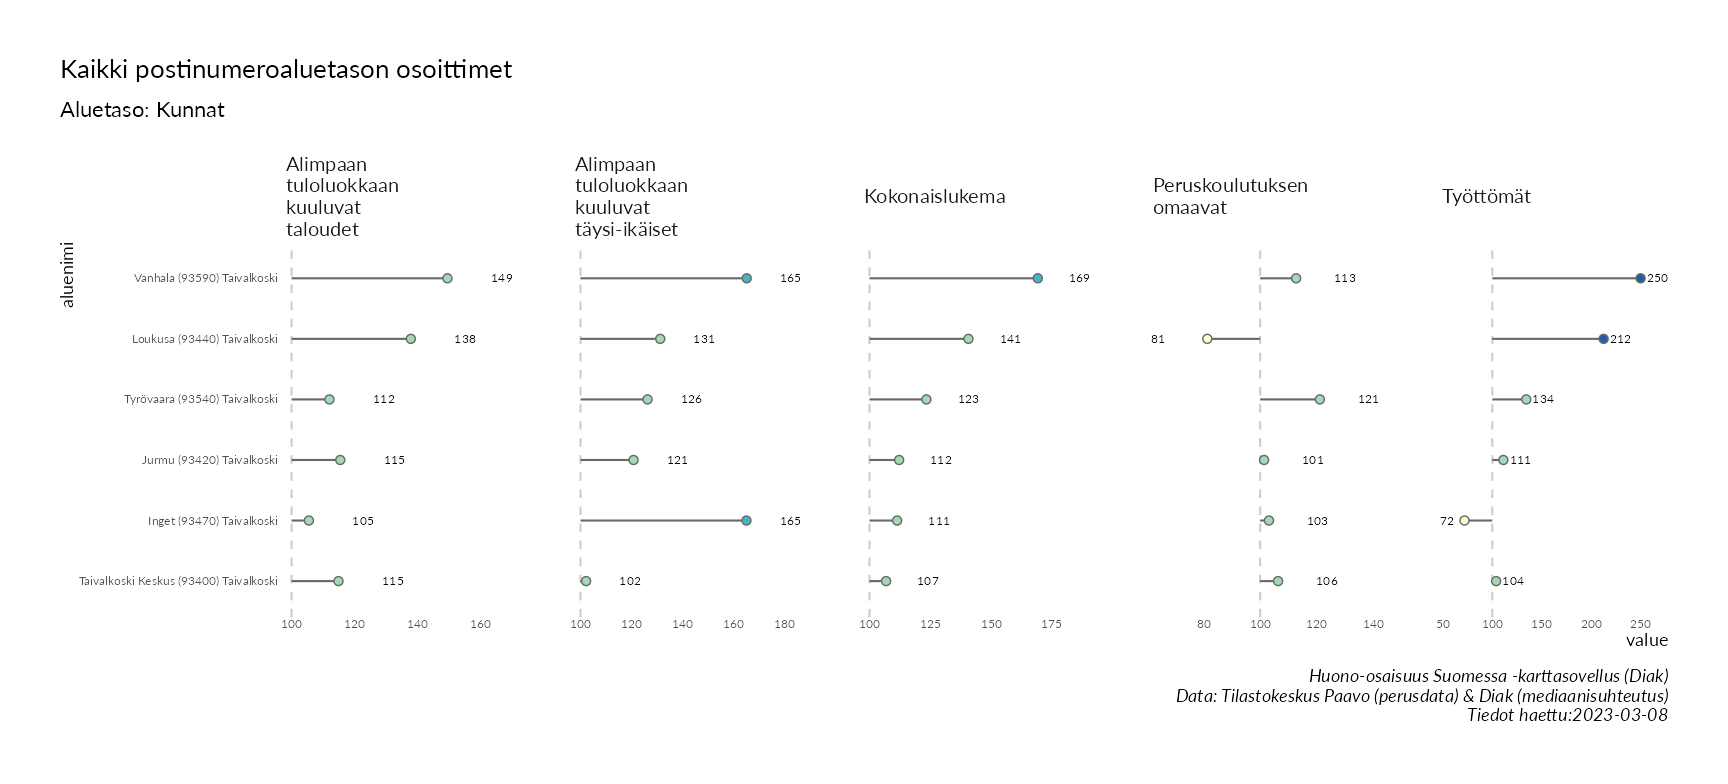 Kaikki postinumeroaluetason osoittimet
Aluetaso: Kunnat
Alimpaan
tuloluokkaan
kuuluvat
taloudet
Alimpaan
tuloluokkaan
kuuluvat
täysi-ikäiset
Kokonaislukema
Peruskoulutuksen
omaavat
Työttömät
aluenimi
Vanhala (93590) Taivalkoski 149 165 169 113 250
Loukusa (93440) Taivalkoski 138 131 141 81 212
Tyrövaara (93540) Taivalkoski 112 126 123 121 134
Jurmu (93420) Taivalkoski 115 121 112 101 111
Inget (93470) Taivalkoski 105 165 111 103 72
Taivalkoski Keskus (93400) Taivalkoski 115 102 107 106 104
100 120 140 160 100 120 140 160 180 100 125 150 175 80 100 120 140 50 100 150 200 250
value
Huono-osaisuus Suomessa -karttasovellus (Diak)
Data: Tilastokeskus Paavo (perusdata) & Diak (mediaanisuhteutus)
Tiedot haettu:2023-03-08